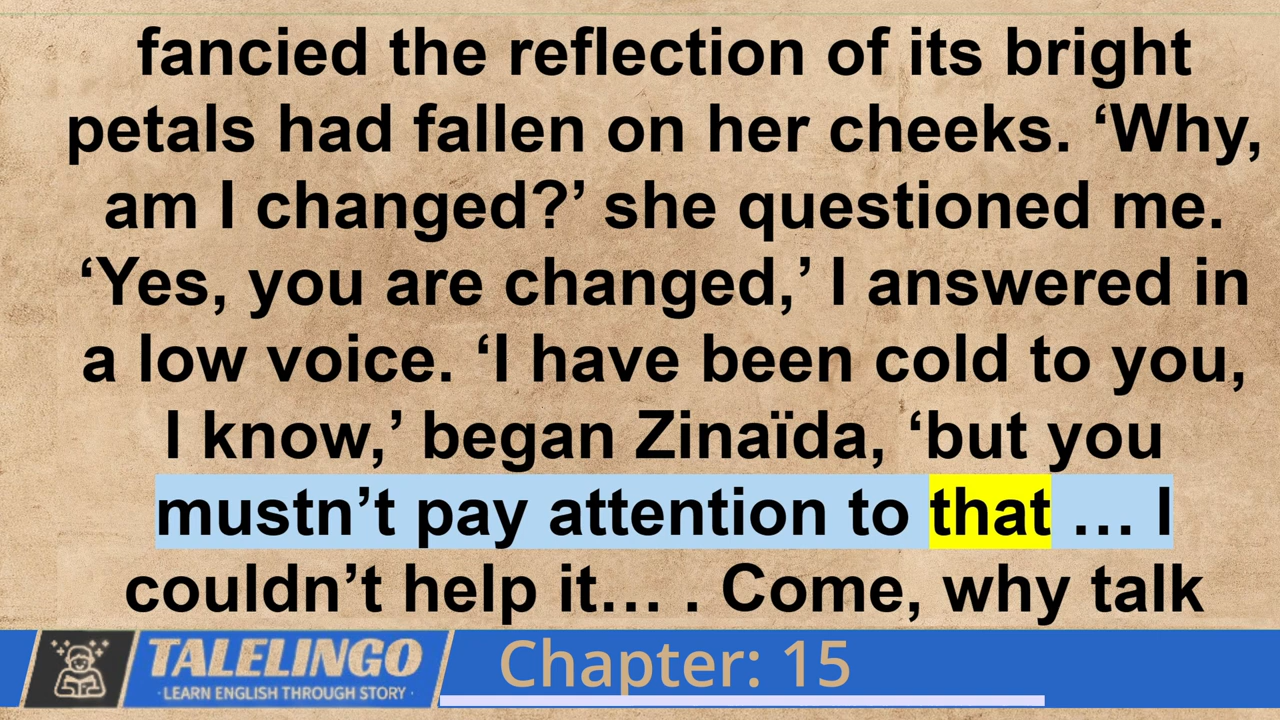 fancied the reflection of its bright
petals had fallen on her cheeks. ‘Why,
am I changed?’ she questioned me.
‘Yes, you are changed,’ I answered in
a low voice. ‘I have been cold to you,
I know,’ began Zinaïda, ‘but you
mustn’t pay attention to that … I
couldn’t help it… . Come, why talk
TALELINGO
· LEARN ENGLISH THROUGH STORY ·
Chapter: 15